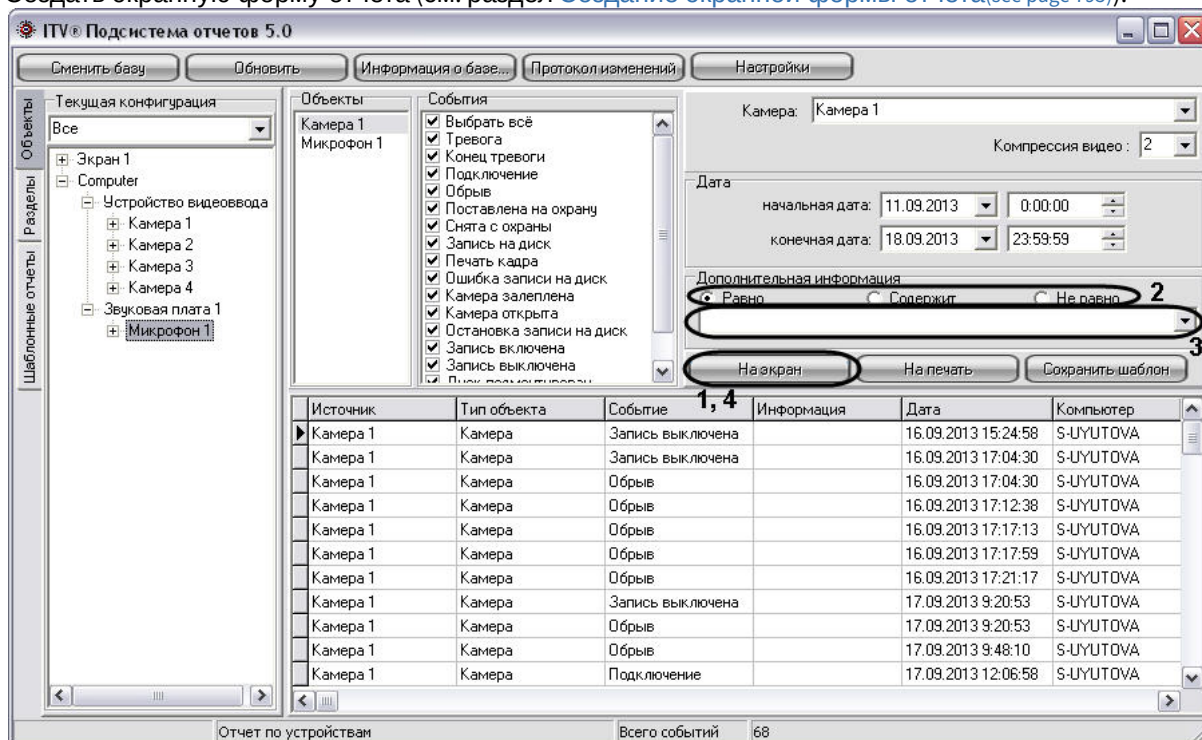 Создать экранную форму отчета (см. раздел Создание экранной формы отчета(see page 198)).
ITV® Подсистема отчетов 5.0
Сменить базу Обновить Информация о базе... Протокол изменений Настройки
Объекты
Разделы
Шаблонные отчеты
Текущая конфигурация
Все
Экран 1
Computer
Устройство видеоввода
Камера 1
Камера 2
Камера 3
Камера 4
Звуковая плата 1
Микрофон 1
Объекты
Камера 1
Микрофон 1
События
Выбрать всё
Тревога
Конец тревоги
Подключение
Обрыв
Поставлена на охрану
Снята с охраны
Запись на диск
Печать кадра
Ошибка записи на диск
Камера залеплена
Камера открыта
Остановка записи на диск
Запись включена
Запись выключена
Камера: Камера 1
Компрессия видео : 2
Дата
начальная дата: 11.09.2013 0:00:00
конечная дата: 18.09.2013 23:59:59
Дополнительная информация
Равно Содержит Не равно 2
3
На экран На печать Сохранить шаблон
1, 4
Источник Тип объекта Событие Информация Дата Компьютер
Камера 1 Камера Запись выключена 16.09.2013 15:24:58 S-UYUTOVA
Камера 1 Камера Запись выключена 16.09.2013 17:04:30 S-UYUTOVA
Камера 1 Камера Обрыв 16.09.2013 17:04:30 S-UYUTOVA
Камера 1 Камера Обрыв 16.09.2013 17:12:38 S-UYUTOVA
Камера 1 Камера Обрыв 16.09.2013 17:17:13 S-UYUTOVA
Камера 1 Камера Обрыв 16.09.2013 17:17:59 S-UYUTOVA
Камера 1 Камера Обрыв 16.09.2013 17:21:17 S-UYUTOVA
Камера 1 Камера Запись выключена 17.09.2013 9:20:53 S-UYUTOVA
Камера 1 Камера Обрыв 17.09.2013 9:20:53 S-UYUTOVA
Камера 1 Камера Обрыв 17.09.2013 9:48:10 S-UYUTOVA
Камера 1 Камера Подключение 17.09.2013 12:06:58 S-UYUTOVA
Отчет по устройствам Всего событий 68